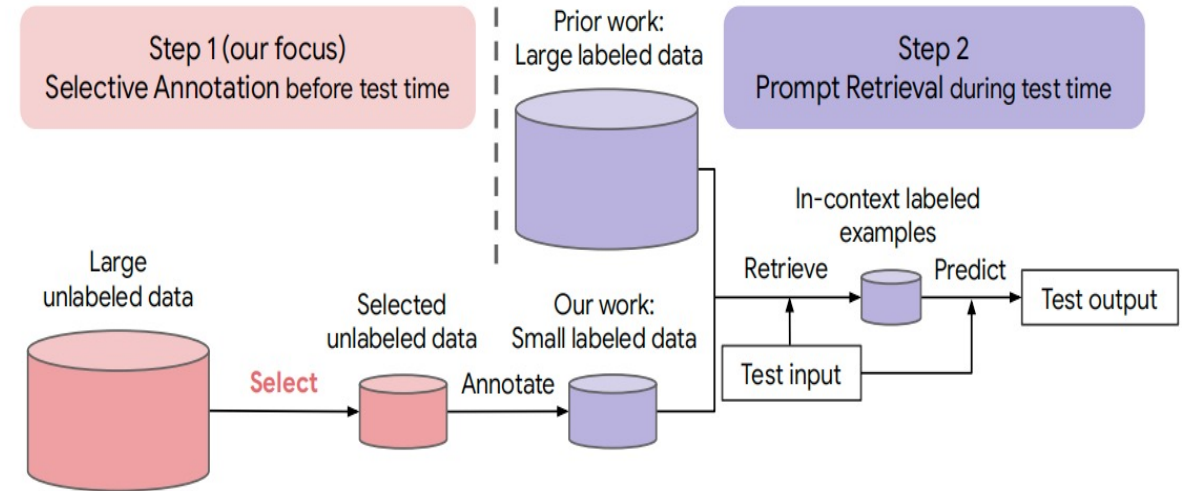 Step 1 (our focus)
Selective Annotation before test time
Prior work:
Large labeled data
Step 2
Prompt Retrieval during test time
Large
unlabeled data
Select
Selected
unlabeled data
Annotate
Our work:
Small labeled data
Retrieve
Test input
In-context labeled
examples
Predict
Test output